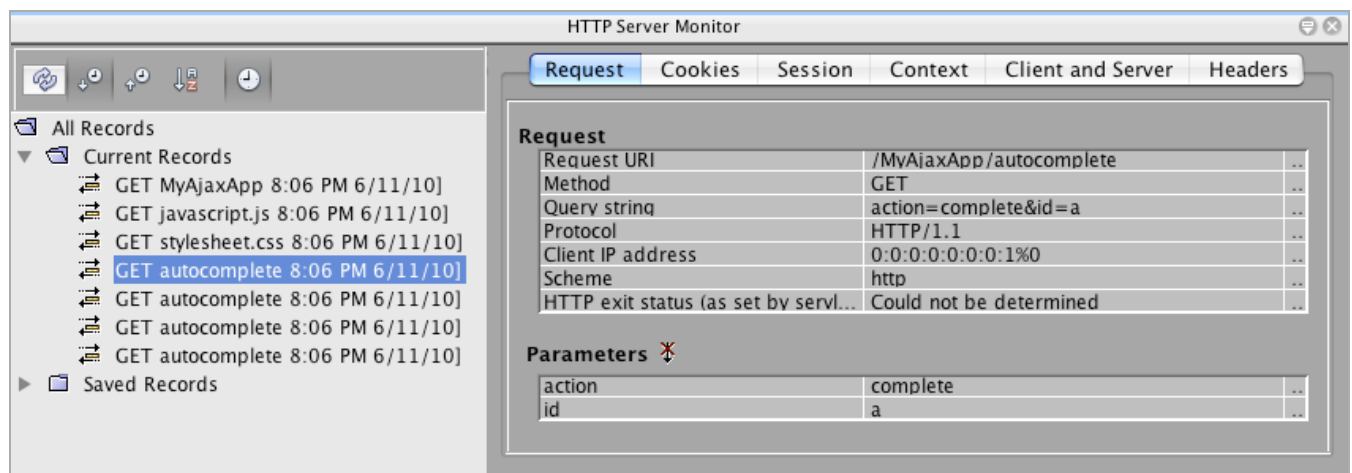 HTTP Server Monitor
All Records
Current Records
GET MyAjaxApp 8:06 PM 6/11/10]
GET javascript.js 8:06 PM 6/11/10]
GET stylesheet.css 8:06 PM 6/11/10]
GET autocomplete 8:06 PM 6/11/10]
GET autocomplete 8:06 PM 6/11/10]
GET autocomplete 8:06 PM 6/11/10]
GET autocomplete 8:06 PM 6/11/10]
Saved Records
Request Cookies Session Context Client and Server Headers
Request
Request URI /MyAjaxApp/autocomplete ..
Method GET ..
Query string action=complete&id=a ..
Protocol HTTP/1.1 ..
Client IP address 0:0:0:0:0:0:0:1%0 ..
Scheme http ..
HTTP exit status (as set by servl... Could not be determined ..
Parameters
action complete ..
id a ..